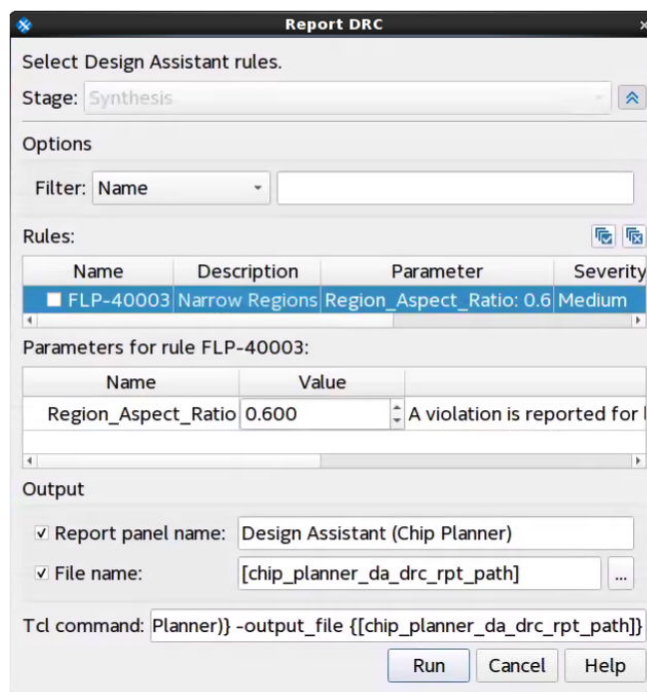 Report DRC
Select Design Assistant rules.
Stage: Synthesis
Options
Filter: Name
Rules:
Name Description Parameter Severity
FLP-40003 Narrow Regions Region_Aspect_Ratio: 0.6 Medium
Parameters for rule FLP-40003:
Name Value
Region_Aspect_Ratio 0.600 A violation is reported for
Output
Report panel name: Design Assistant (Chip Planner)
File name: [chip_planner_da_drc_rpt_path] ...
Tcl command: Planner)} -output_file {[chip_planner_da_drc_rpt_path]}
Run Cancel Help